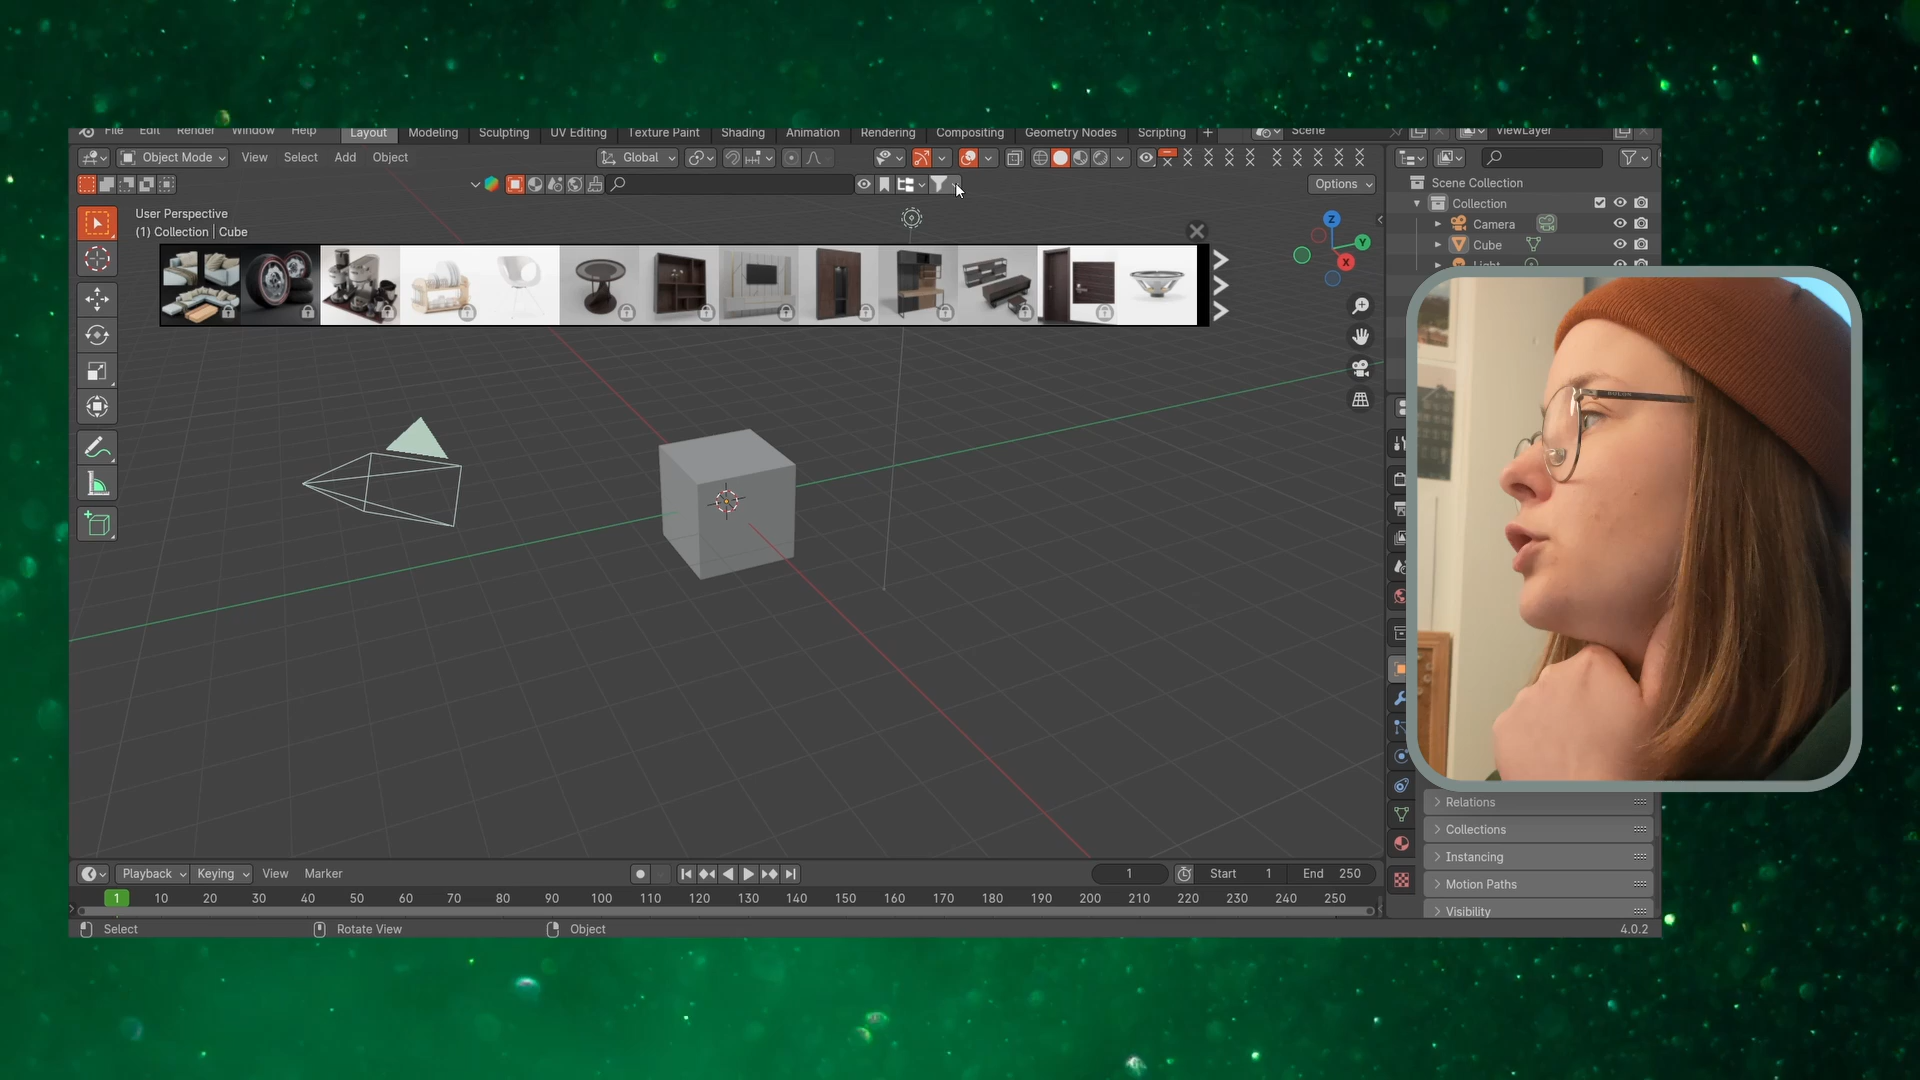 File Edit Render Window Help Layout Modeling Sculpting UV Editing Texture Paint Shading Animation Rendering Compositing Geometry Nodes Scripting + Scene ViewLayer
Object Mode View Select Add Object Global
Options
Scene Collection
Collection
Camera
Cube
Light
User Perspective
(1) Collection | Cube
Z
Y
X
Relations
Collections
Instancing
Motion Paths
Visibility
Playback Keying View Marker 1 Start 1 End 250
1 10 20 30 40 50 60 70 80 90 100 110 120 130 140 150 160 170 180 190 200 210 220 230 240 250
Select Rotate View Object 4.0.2